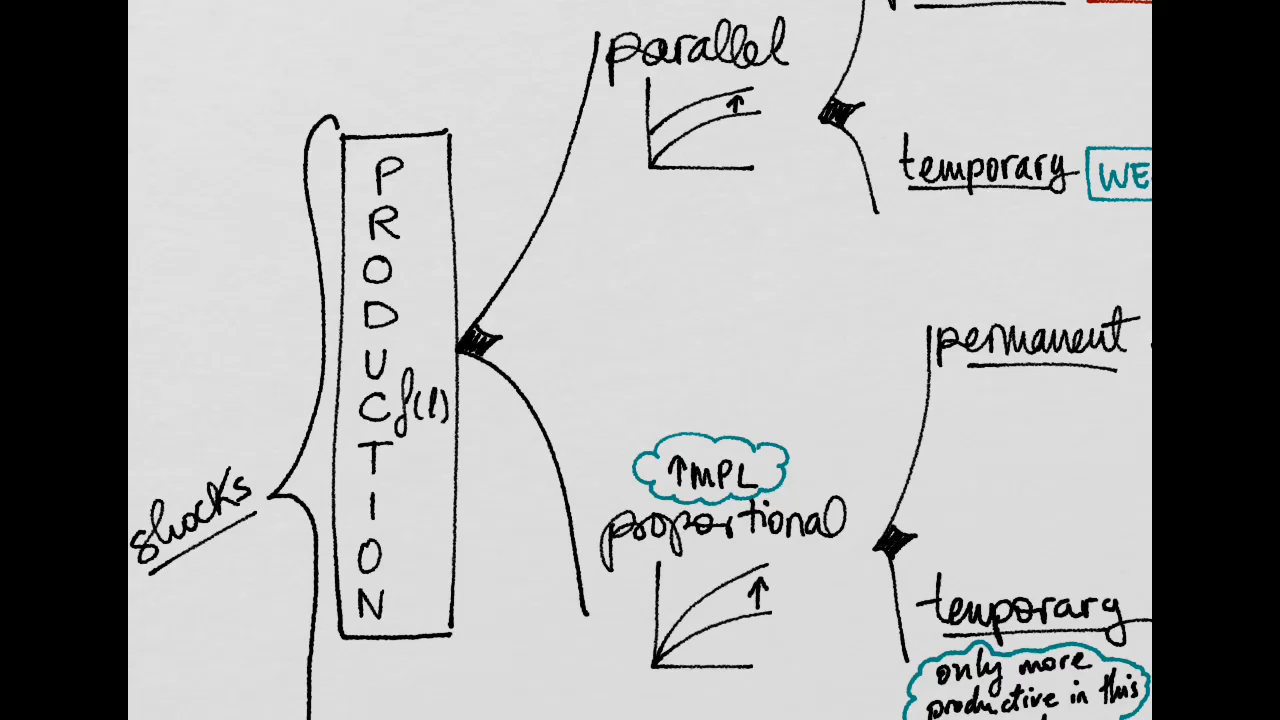 parallel
temporary WE
PRODUCTION
f(l)
permanent
shocks
↑MPL
proportional
temporary
only more
productive in this